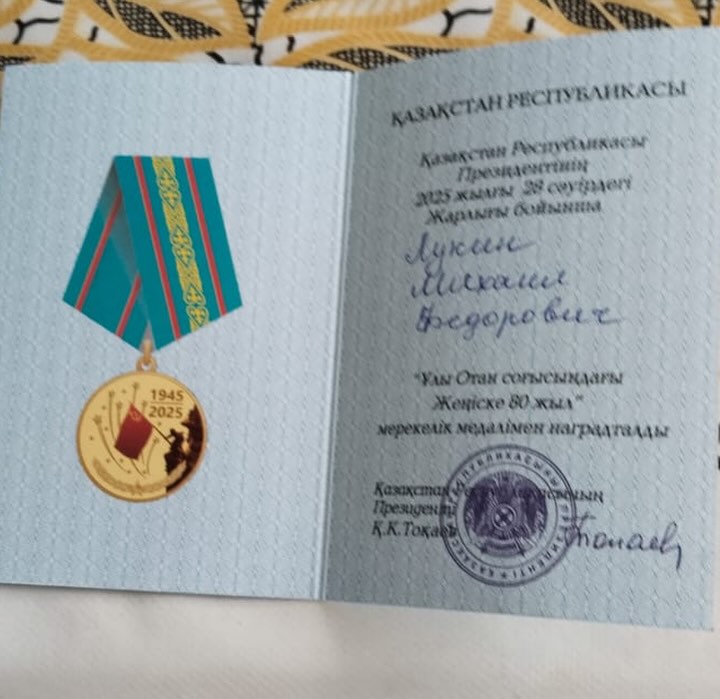 1945
2025
ҚАЗАҚСТАН РЕСПУБЛИКАСЫ
Қазақстан Республикасы
Президентінің
2025 жылғы 28 сәуірдегі
Жарлығы бойынша
Лукин
Михаил
Федорович
"Ұлы Отан соғысындағы
Жеңіске 80 жыл"
мерекелік медалімен наградталды
Қазақстан Республикасының
Президенті
Қ.К.Тоқаев